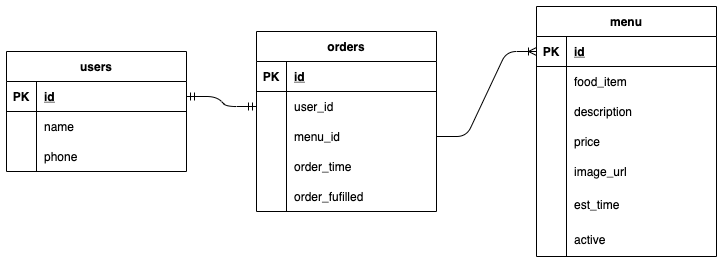 users
PK id
name
phone
orders
PK id
user_id
menu_id
order_time
order_fufilled
menu
PK id
food_item
description
price
image_url
est_time
active